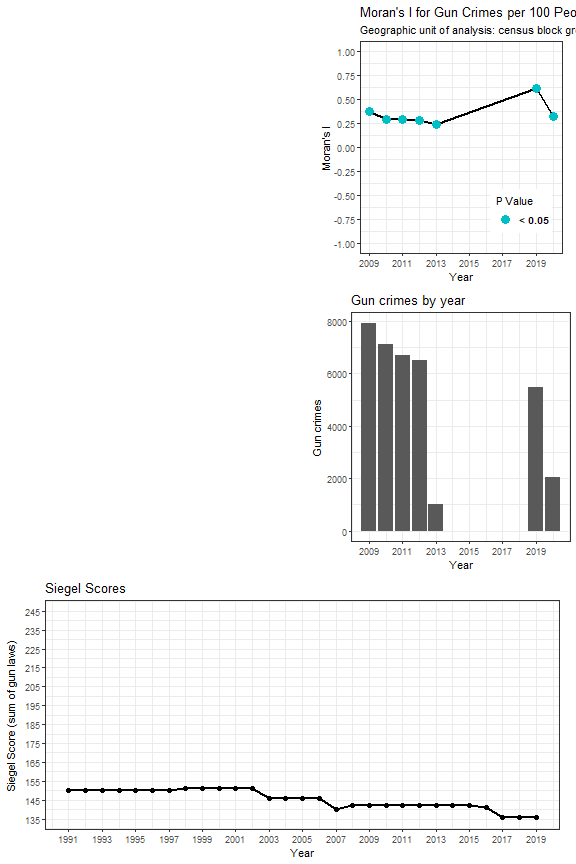 Moran's I for Gun Crimes per 100 Peo
Geographic unit of analysis: census block gr
1.00
0.75
0.50
0.25
0.00
-0.25
-0.50
-0.75
-1.00
Moran's I
P Value
< 0.05
2009 2011 2013 2015 2017 2019
Year
Gun crimes by year
8000
6000
4000
2000
0
Gun crimes
2009 2011 2013 2015 2017 2019
Year
Siegel Scores
245
235
225
215
205
195
185
175
165
155
145
135
Siegel Score (sum of gun laws)
1991 1993 1995 1997 1999 2001 2003 2005 2007 2009 2011 2013 2015 2017 2019
Year